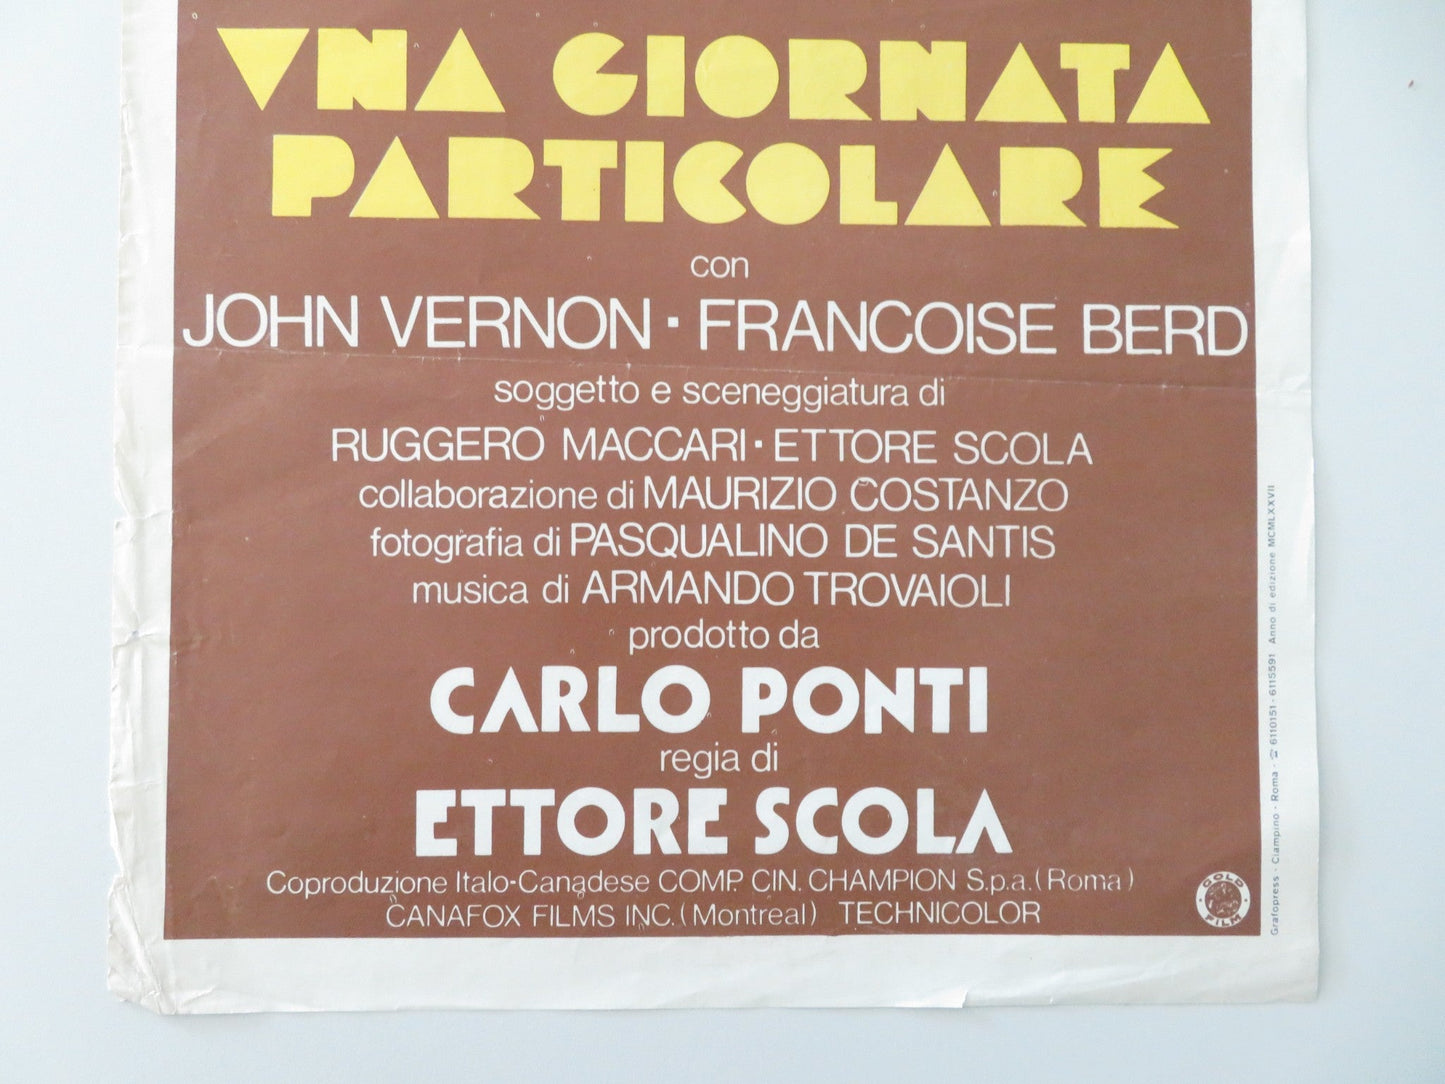 VNA GIORNATA
PARTICOLARE
con
JOHN VERNON · FRANCOISE BERD
soggetto e sceneggiatura di
RUGGERO MACCARI · ETTORE SCOLA
collaborazione di MAURIZIO COSTANZO
fotografia di PASQUALINO DE SANTIS
musica di ARMANDO TROVAIOLI
prodotto da
CARLO PONTI
regia di
ETTORE SCOLA
Coproduzione Italo-Canadese COMP. CIN. CHAMPION S.p.a. (Roma)
CANAFOX FILMS INC. (Montreal) TECHNICOLOR
GOLD FILM
Grafopress - Ciampino - Roma - ☎ 6110151 - 6115591 Anno di edizione MCMLXXVII